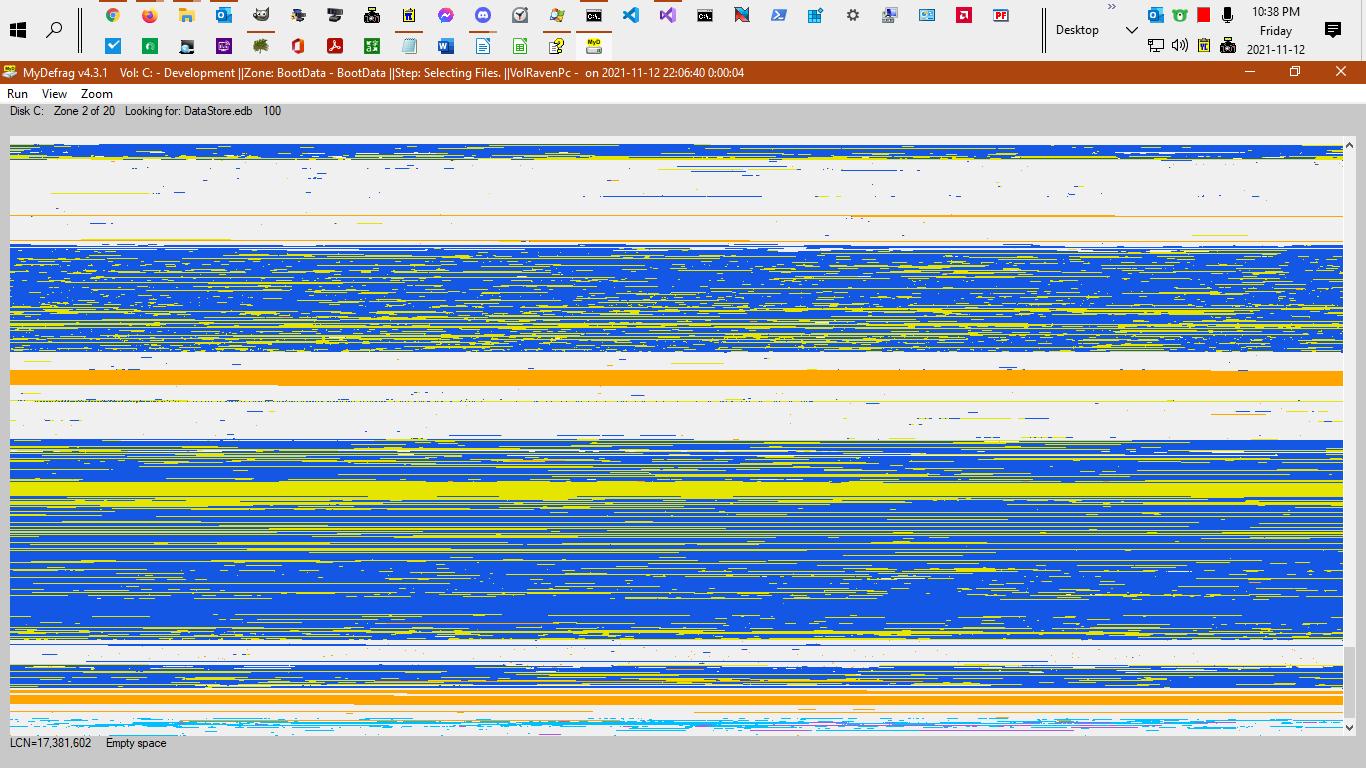 Desktop
10:38 PM
Friday
2021-11-12
MyDefrag v4.3.1 Vol: C: - Development ||Zone: BootData - BootData ||Step: Selecting Files. ||VolRavenPc - on 2021-11-12 22:06:40 0:00:04
Run View Zoom
Disk C: Zone 2 of 20 Looking for: DataStore.edb 100
LCN=17,381,602 Empty space